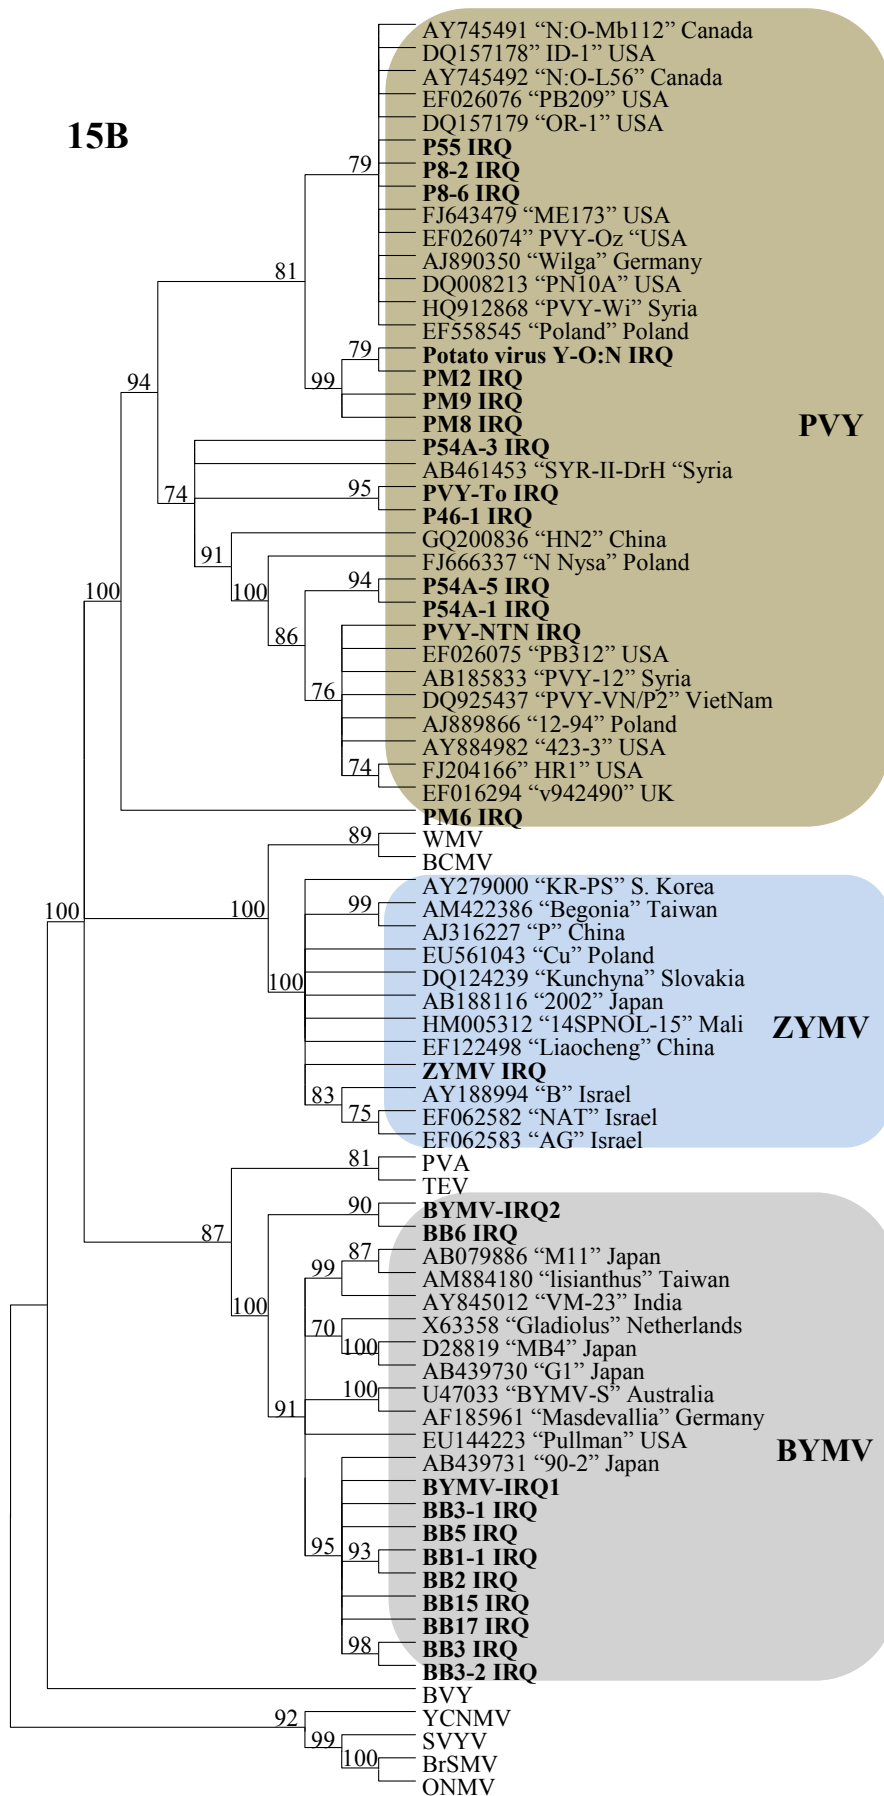 AY745491 “N:O-Mb112” Canada
DQ157178” ID-1” USA
AY745492 “N:O-L56” Canada
EF026076 “PB209” USA
DQ157179 “OR-1” USA
15B
P55 IRQ
79
P8-2 IRQ
P8-6 IRQ
FJ643479 “ME173” USA
EF026074” PVY-Oz “USA
AJ890350 “Wilga” Germany
81
DQ008213 “PN10A” USA
HQ912868 “PVY-Wi” Syria
EF558545 “Poland” Poland
79
Potato virus Y-O:N IRQ
94
99
PM2 IRQ
PM9 IRQ
PM8 IRQ
PVY
P54A-3 IRQ
AB461453 “SYR-II-DrH “Syria
74
95
PVY-To IRQ
P46-1 IRQ
GQ200836 “HN2” China
91
FJ666337 “N Nysa” Poland
100
100
94
P54A-5 IRQ
P54A-1 IRQ
86
PVY-NTN IRQ
EF026075 “PB312” USA
AB185833 “PVY-12” Syria
76
DQ925437 “PVY-VN/P2” VietNam
AJ889866 “12-94” Poland
AY884982 “423-3” USA
74
FJ204166” HR1” USA
EF016294 “v942490” UK
PM6 IRQ
89
WMV
BCMV
AY279000 “KR-PS” S. Korea
100
100
99
AM422386 “Begonia” Taiwan
AJ316227 “P” China
EU561043 “Cu” Poland
100
DQ124239 “Kunchyna” Slovakia
AB188116 “2002” Japan
HM005312 “14SPNOL-15” Mali
ZYMV
EF122498 “Liaocheng” China
ZYMV IRQ
83
AY188994 “B” Israel
75
EF062582 “NAT” Israel
EF062583 “AG” Israel
81
PVA
TEV
90
BYMV-IRQ2
87
BB6 IRQ
87
AB079886 “M11” Japan
99
AM884180 “lisianthus” Taiwan
AY845012 “VM-23” India
100
X63358 “Gladiolus” Netherlands
70
100
D28819 “MB4” Japan
AB439730 “G1” Japan
100
U47033 “BYMV-S” Australia
91
AF185961 “Masdevallia” Germany
EU144223 “Pullman” USA
BYMV
AB439731 “90-2” Japan
BYMV-IRQ1
BB3-1 IRQ
BB5 IRQ
95
93
BB1-1 IRQ
BB2 IRQ
BB15 IRQ
BB17 IRQ
98
BB3 IRQ
BB3-2 IRQ
BVY
92
YCNMV
99
SVYV
100
BrSMV
ONMV